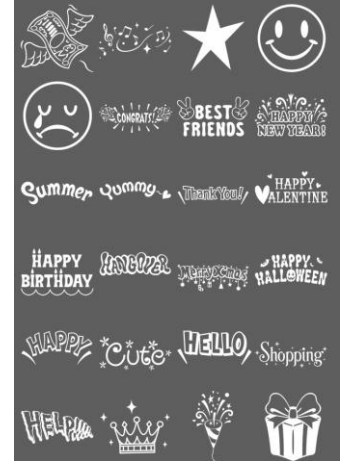 CONGRATS!
BEST
FRIENDS
HAPPY
NEW YEAR!
Summer
Yummy
Thank You!
HAPPY
VALENTINE
HAPPY
BIRTHDAY
HANGOVER
Merry X'mas
HAPPY
HALLOWEEN
HAPPY
Cute
HELLO
Shopping
HELP!!!